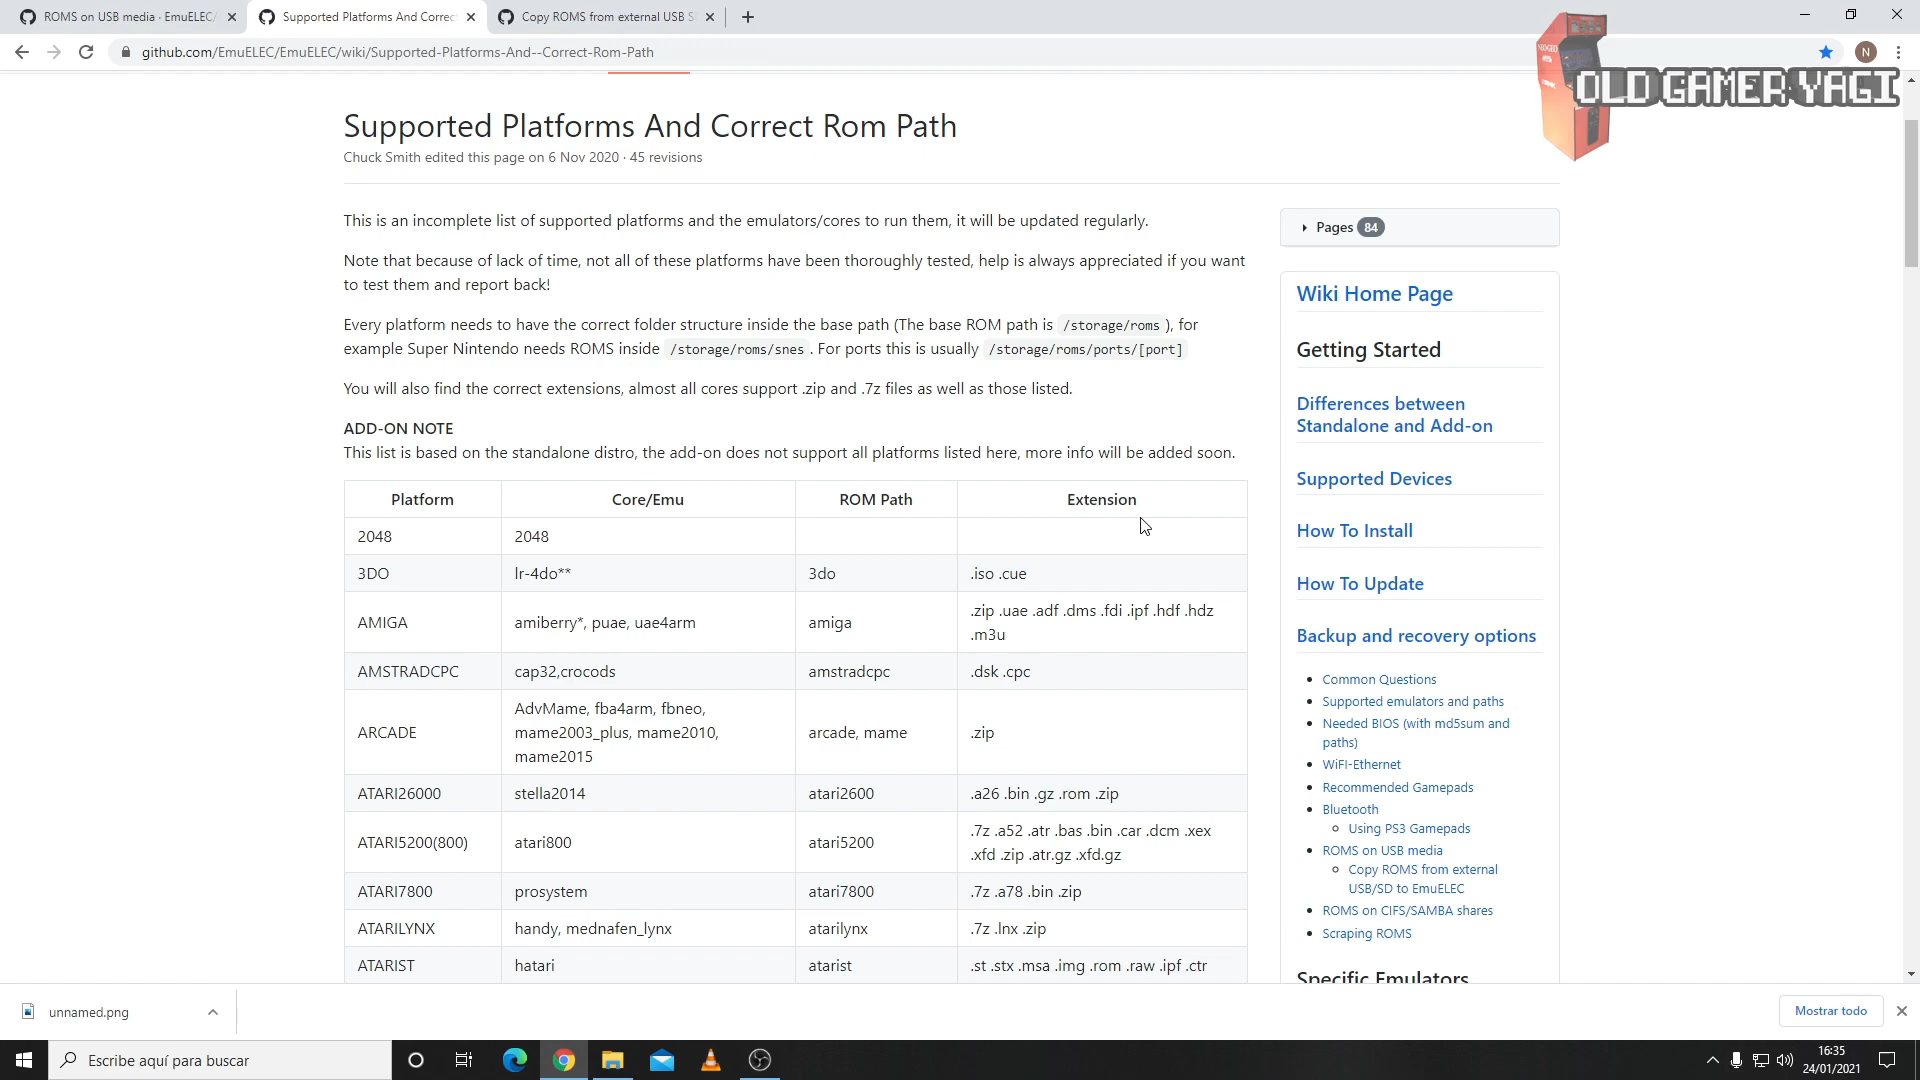 ROMS on USB media · EmuELEC/
Supported Platforms And Correc
Copy ROMS from external USB S
github.com/EmuELEC/EmuELEC/wiki/Supported-Platforms-And--Correct-Rom-Path
N
OLD GAMER YAGI
Supported Platforms And Correct Rom Path
Chuck Smith edited this page on 6 Nov 2020 · 45 revisions
This is an incomplete list of supported platforms and the emulators/cores to run them, it will be updated regularly.
Note that because of lack of time, not all of these platforms have been thoroughly tested, help is always appreciated if you want
to test them and report back!
Every platform needs to have the correct folder structure inside the base path (The base ROM path is /storage/roms ), for
example Super Nintendo needs ROMS inside /storage/roms/snes . For ports this is usually /storage/roms/ports/[port]
You will also find the correct extensions, almost all cores support .zip and .7z files as well as those listed.
ADD-ON NOTE
This list is based on the standalone distro, the add-on does not support all platforms listed here, more info will be added soon.
Platform Core/Emu ROM Path Extension
2048 2048
3DO lr-4do** 3do .iso .cue
AMIGA amiberry*, puae, uae4arm amiga .zip .uae .adf .dms .fdi .ipf .hdf .hdz
.m3u
AMSTRADCPC cap32,crocods amstradcpc .dsk .cpc
ARCADE AdvMame, fba4arm, fbneo,
mame2003_plus, mame2010,
mame2015 arcade, mame .zip
ATARI26000 stella2014 atari2600 .a26 .bin .gz .rom .zip
ATARI5200(800) atari800 atari5200 .7z .a52 .atr .bas .bin .car .dcm .xex
.xfd .zip .atr.gz .xfd.gz
ATARI7800 prosystem atari7800 .7z .a78 .bin .zip
ATARILYNX handy, mednafen_lynx atarilynx .7z .lnx .zip
ATARIST hatari atarist .st .stx .msa .img .rom .raw .ipf .ctr
Pages 84
Wiki Home Page
Getting Started
Differences between
Standalone and Add-on
Supported Devices
How To Install
How To Update
Backup and recovery options
Common Questions
Supported emulators and paths
Needed BIOS (with md5sum and
paths)
WiFI-Ethernet
Recommended Gamepads
Bluetooth
Using PS3 Gamepads
ROMS on USB media
Copy ROMS from external
USB/SD to EmuELEC
ROMS on CIFS/SAMBA shares
Scraping ROMS
Specific Emulators
unnamed.png
Mostrar todo
Escribe aquí para buscar
16:35
24/01/2021